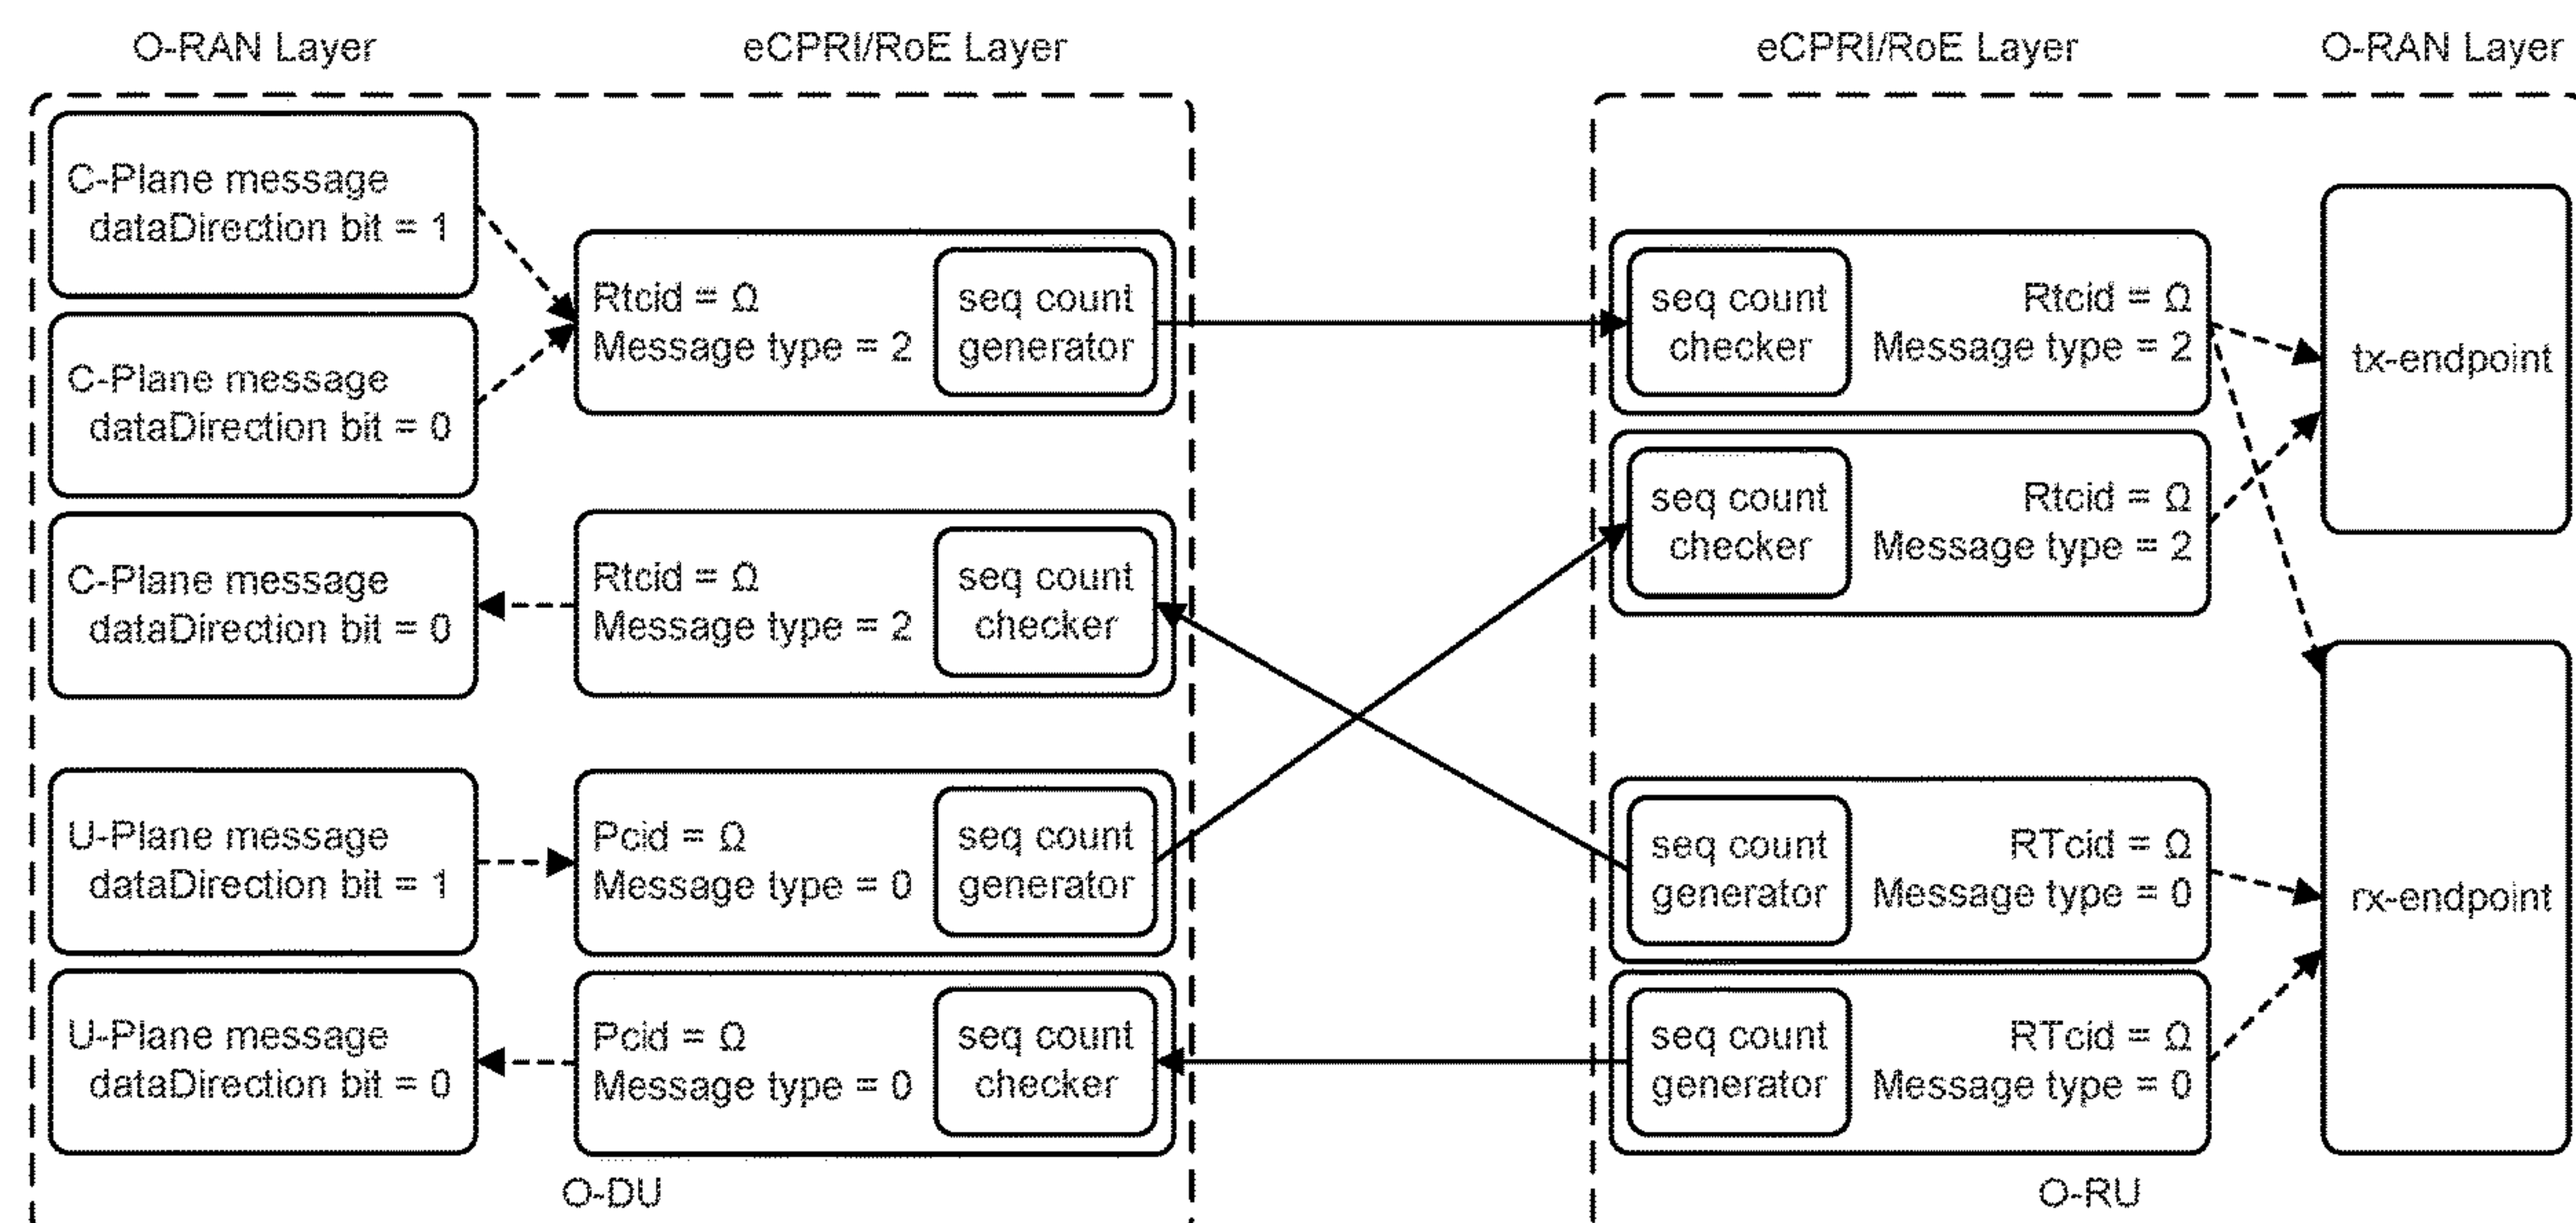 O-RAN Layer
eCPRI/RoE Layer
eCPRI/RoE Layer
O-RAN Layer
C-Plane message
dataDirection bit = 1
C-Plane message
dataDirection bit = 0
C-Plane message
dataDirection bit = 0
U-Plane message
dataDirection bit = 1
U-Plane message
dataDirection bit = 0
Rtcid = Ω
Message type = 2
seq count
generator
Rtcid = Ω
Message type = 2
seq count
checker
Pcid = Ω
Message type = 0
seq count
generator
Pcid = Ω
Message type = 0
seq count
checker
O-DU
seq count
checker
Rtcid = Ω
Message type = 2
seq count
checker
Rtcid = Ω
Message type = 2
seq count
generator
RTcid = Ω
Message type = 0
seq count
generator
RTcid = Ω
Message type = 0
tx-endpoint
rx-endpoint
O-RU